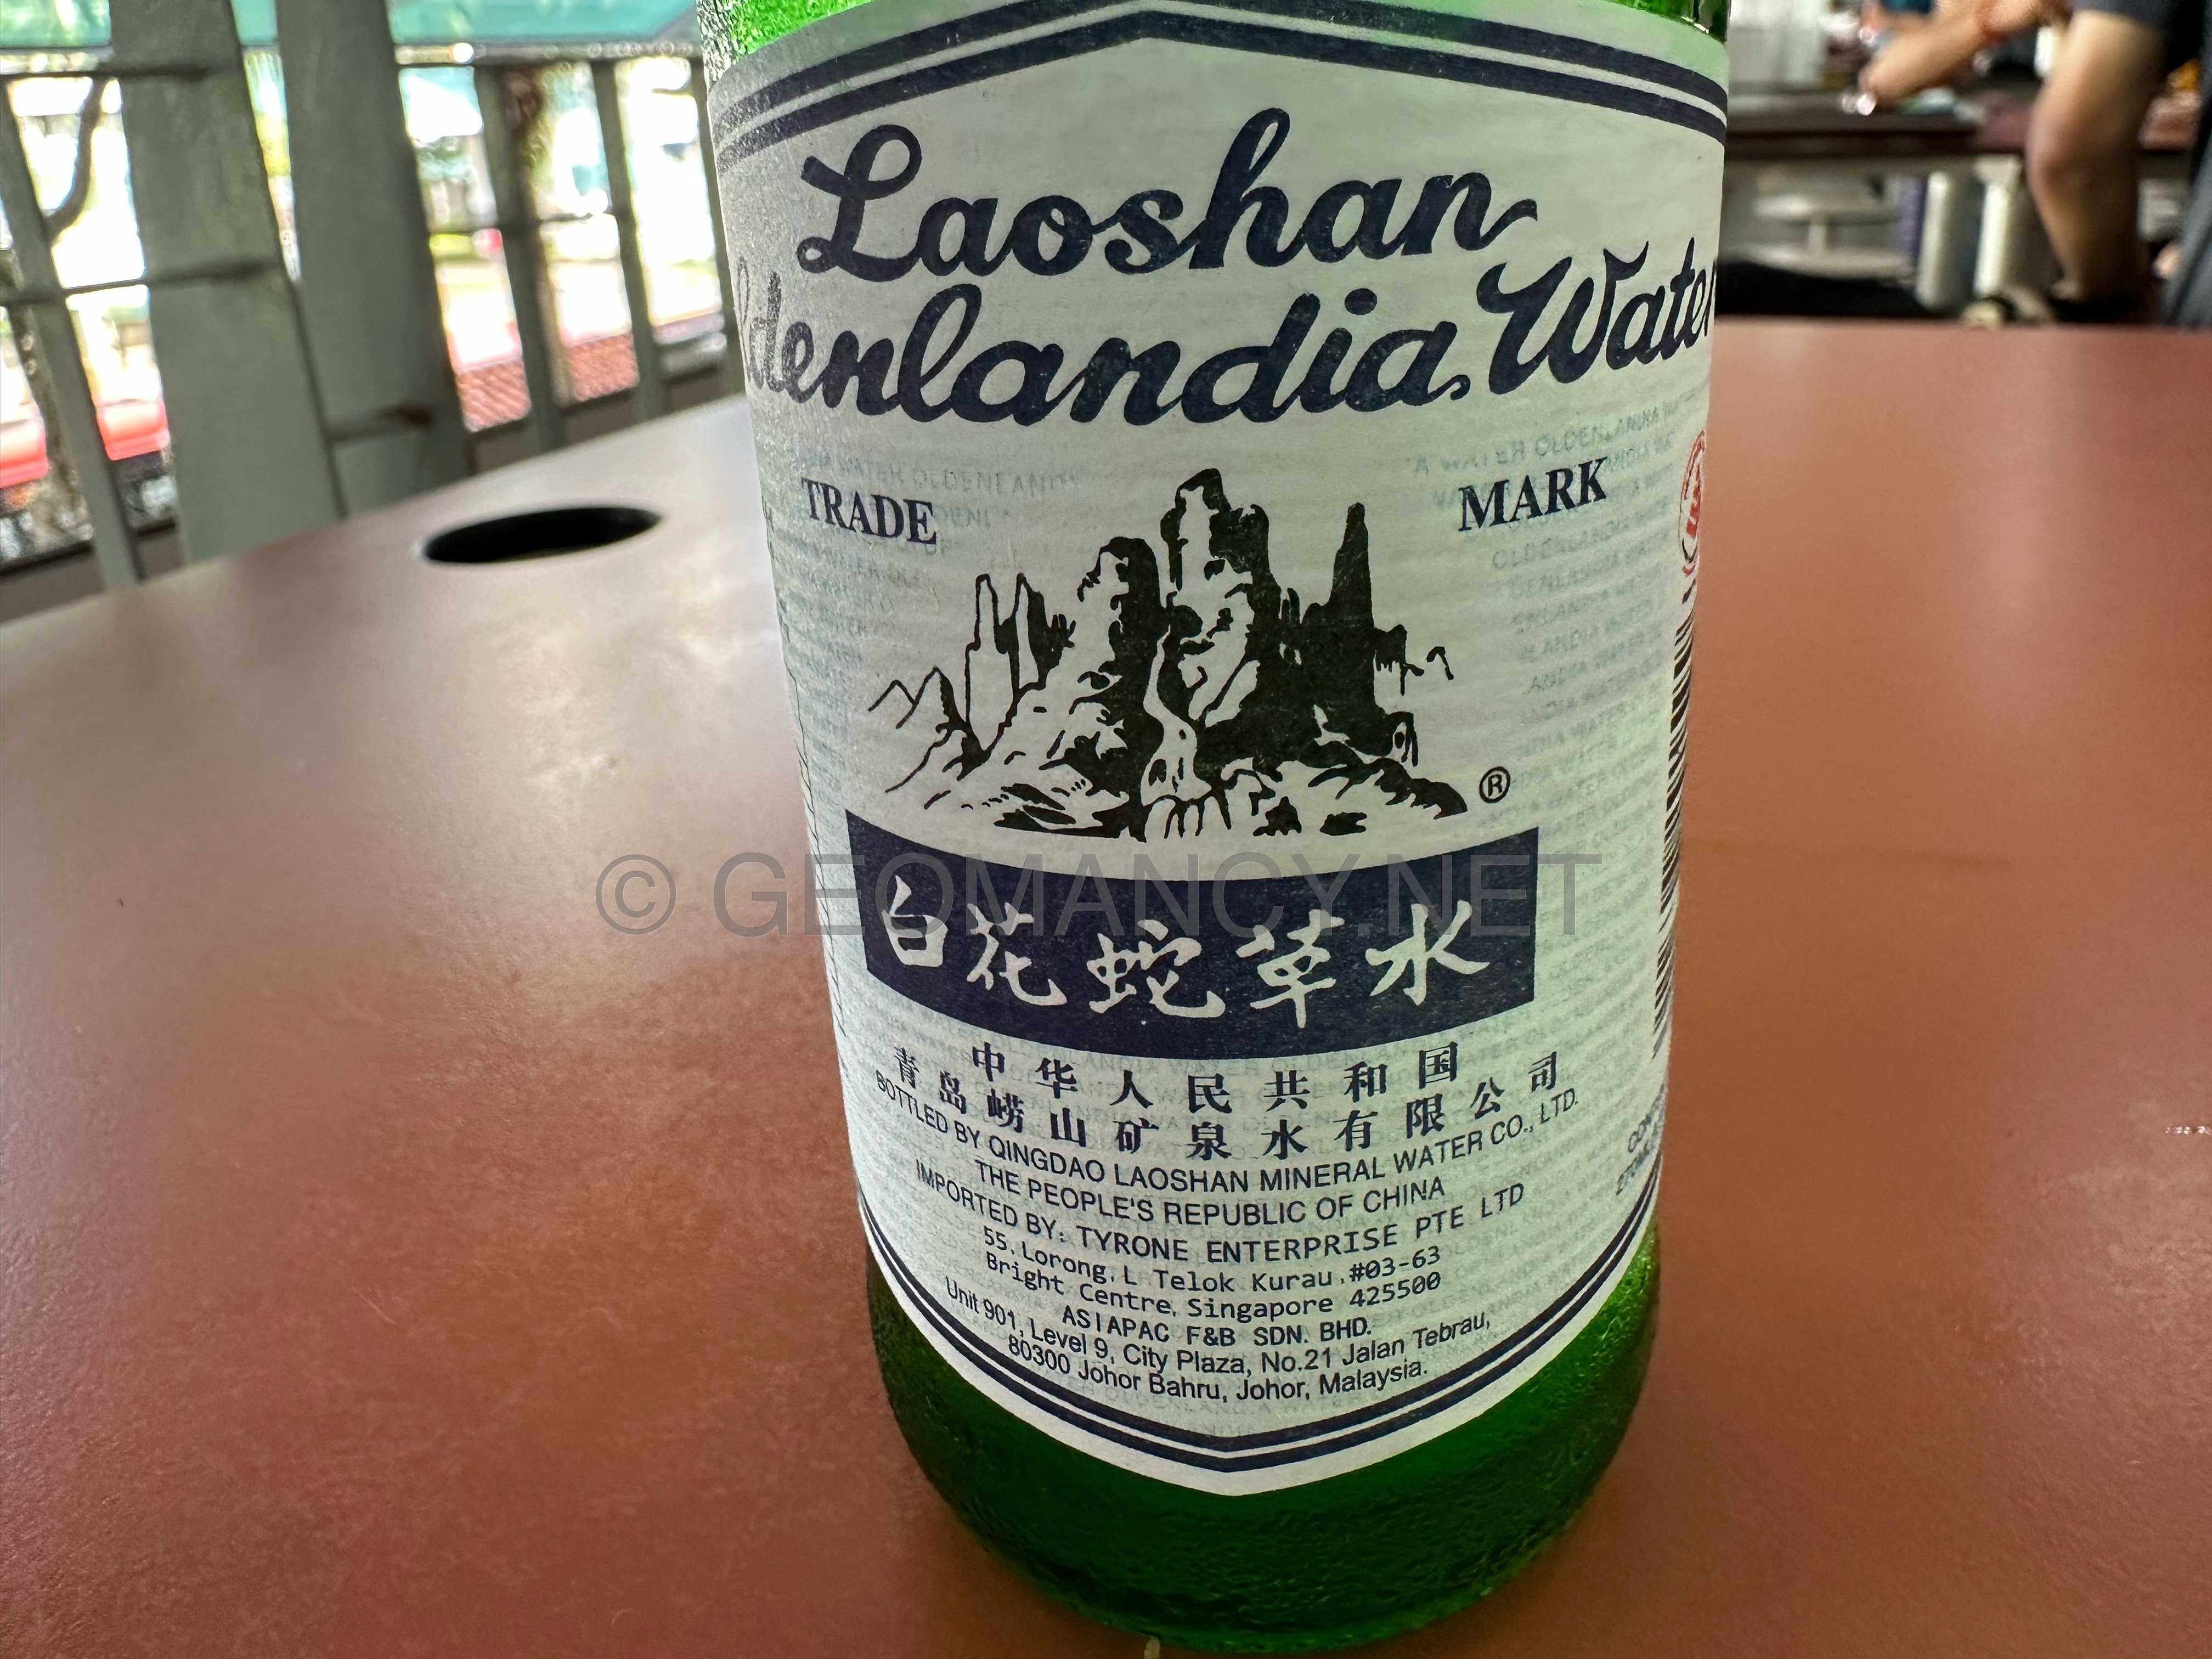 Laoshan
ldenlandia Water
TRADE MARK
®
白花蛇草水
中华人民共和国
青岛崂山矿泉水有限公司
BOTTLED BY QINGDAO LAOSHAN MINERAL WATER CO., LTD.
THE PEOPLE'S REPUBLIC OF CHINA
IMPORTED BY: TYRONE ENTERPRISE PTE LTD
55, Lorong, L Telok Kurau, #03-63
Bright Centre, Singapore 425500
ASIAPAC F&B SDN. BHD.
Unit 901, Level 9, City Plaza, No.21 Jalan Tebrau,
80300 Johor Bahru, Johor, Malaysia.
© GEOMANCY.NET